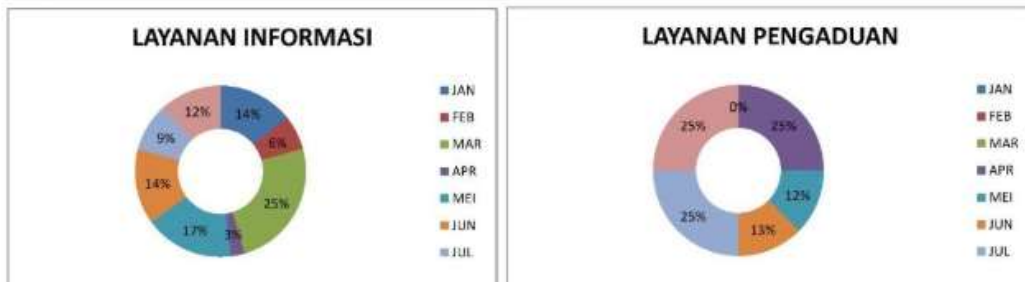 LAYANAN INFORMASI
14%
6%
25%
3%
17%
14%
9%
12%
JAN
FEB
MAR
APR
MEI
JUN
JUL
LAYANAN PENGADUAN
0%
25%
12%
13%
25%
25%
JAN
FEB
MAR
APR
MEI
JUN
JUL